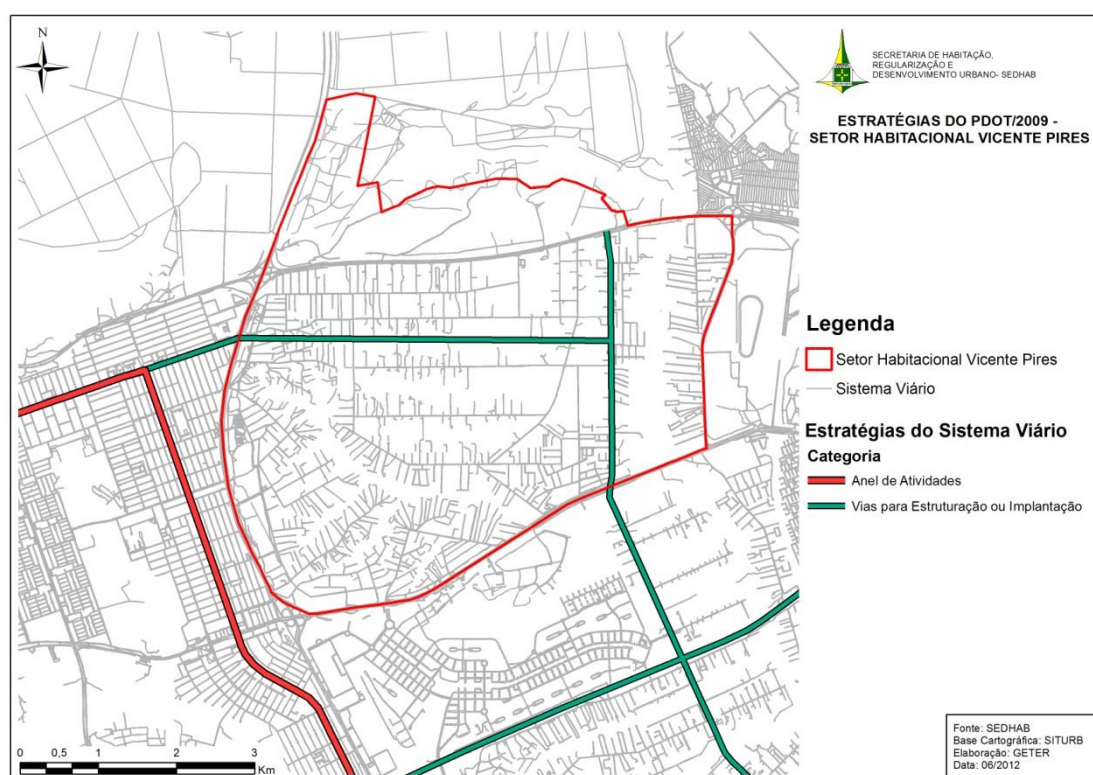 N
SECRETARIA DE HABITAÇÃO,
REGULARIZAÇÃO E
DESENVOLVIMENTO URBANO- SEDHAB
ESTRATÉGIAS DO PDOT/2009 -
SETOR HABITACIONAL VICENTE PIRES
Legenda
Setor Habitacional Vicente Pires
Sistema Viário
Estratégias do Sistema Viário
Categoria
Anel de Atividades
Vias para Estruturação ou Implantação
0 0,5 1 2 3
Km
Fonte: SEDHAB
Base Cartográfica: SITURB
Elaboração: GETER
Data: 06/2012